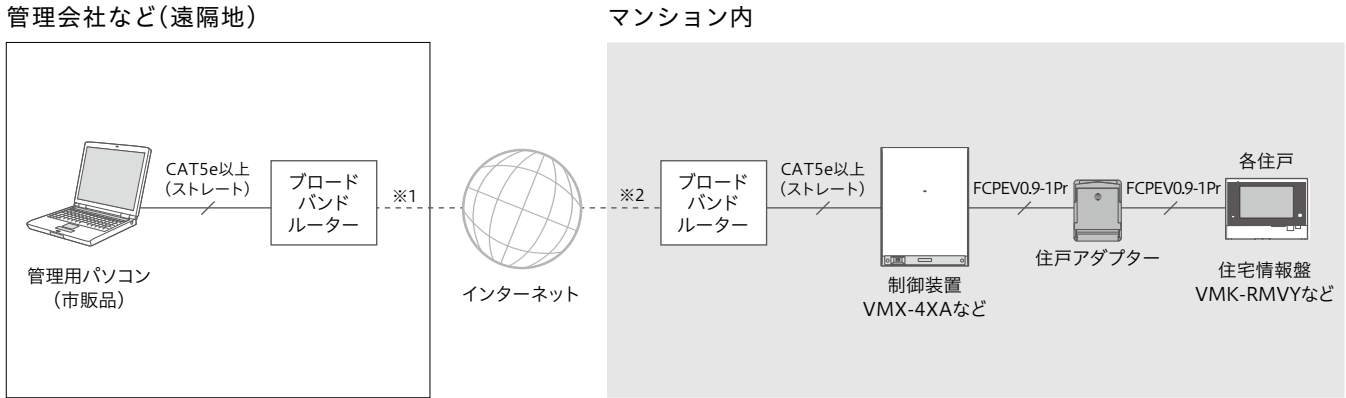 管理会社など(遠隔地)
マンション内
CAT5e以上
(ストレート)
ブロード
バンド
ルーター
※1
管理用パソコン
(市販品)
インターネット
※2
ブロード
バンド
ルーター
CAT5e以上
(ストレート)
制御装置
VMX-4XAなど
FCPEV0.9-1Pr
住戸アダプター
FCPEV0.9-1Pr
各住戸
住宅情報盤
VMK-RMVYなど